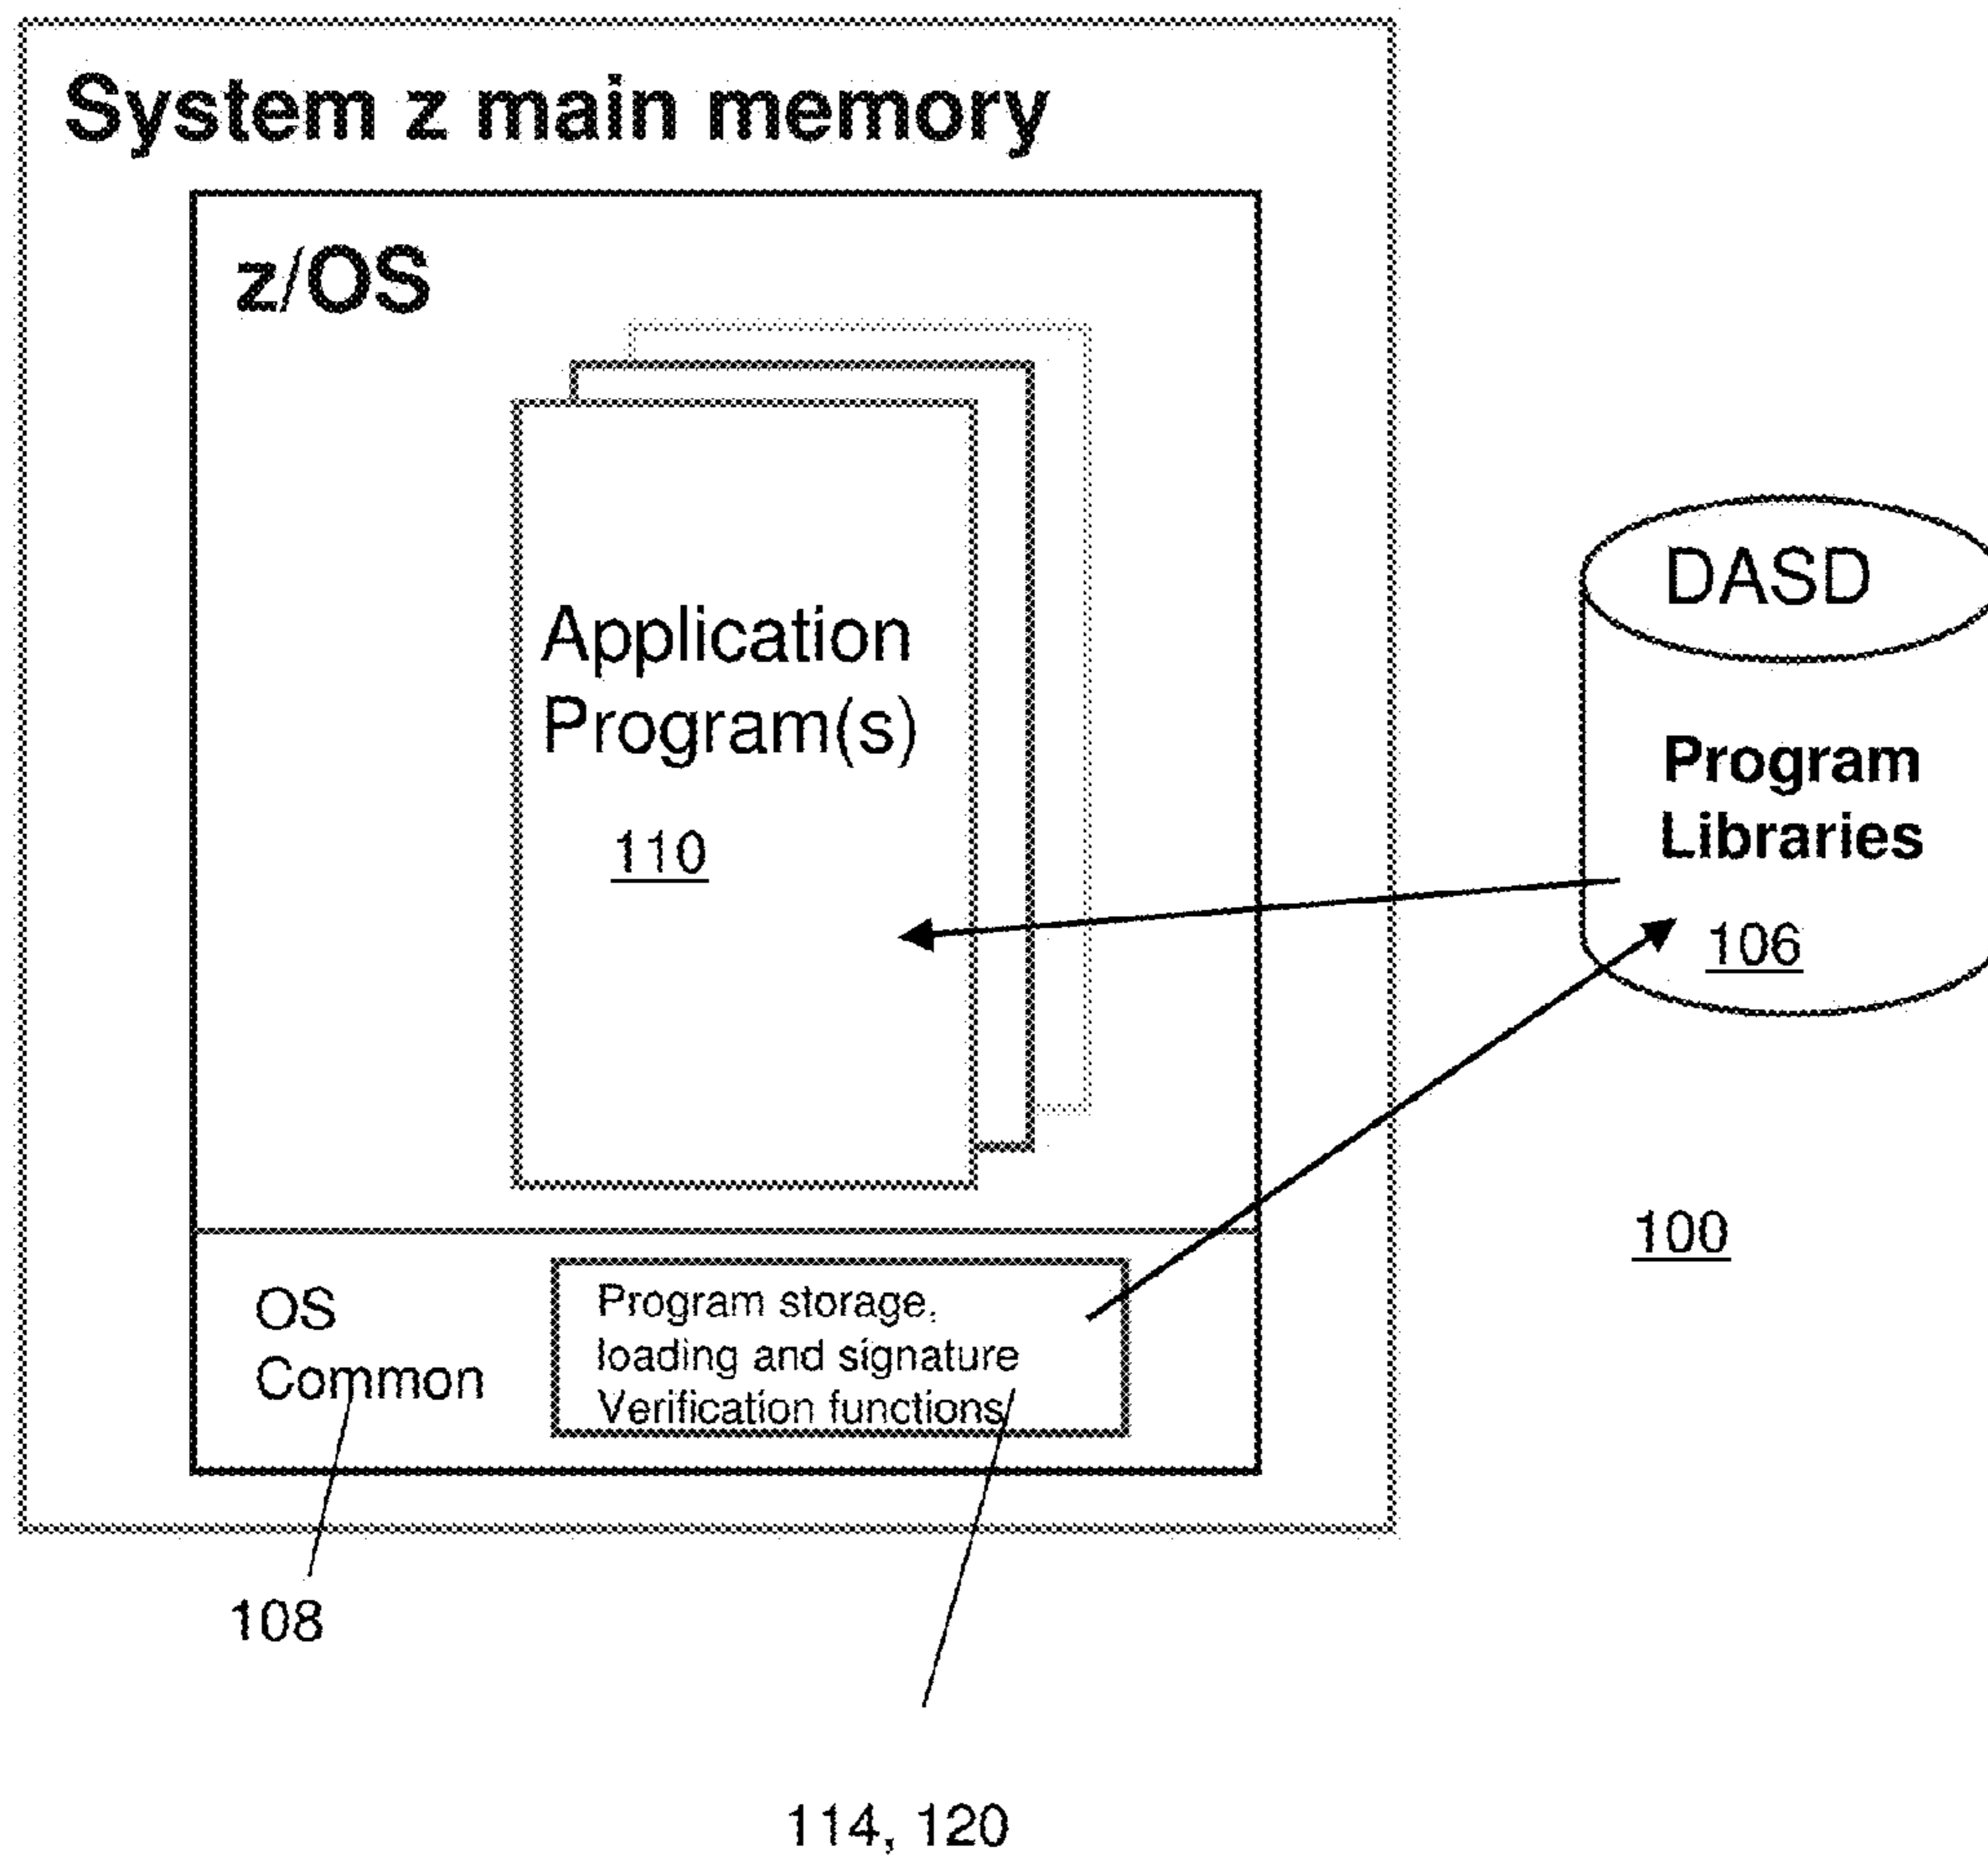 System z main memory
z/OS
Application
Program(s)
110
DASD
Program
Libraries
106
100
OS
Common
Program storage,
loading and signature
Verification functions
108
114, 120